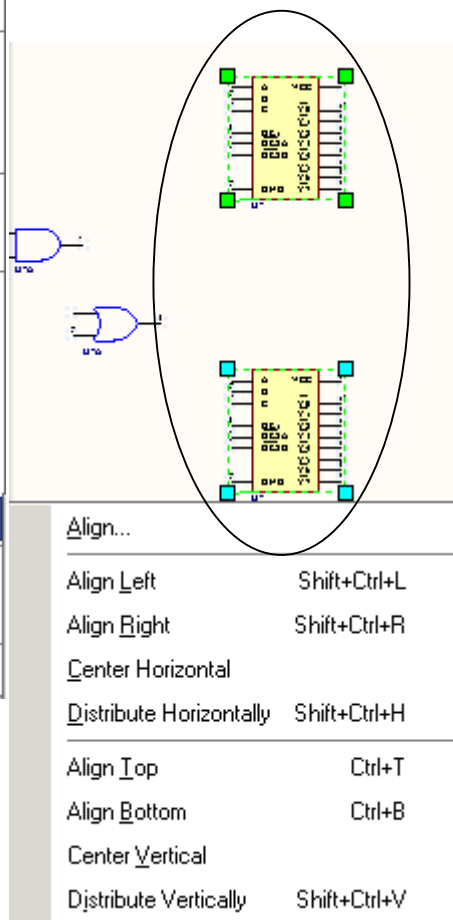 Align...
Align Left Shift+Ctrl+L
Align Right Shift+Ctrl+R
Center Horizontal
Distribute Horizontally Shift+Ctrl+H
Align Top Ctrl+T
Align Bottom Ctrl+B
Center Vertical
Distribute Vertically Shift+Ctrl+V